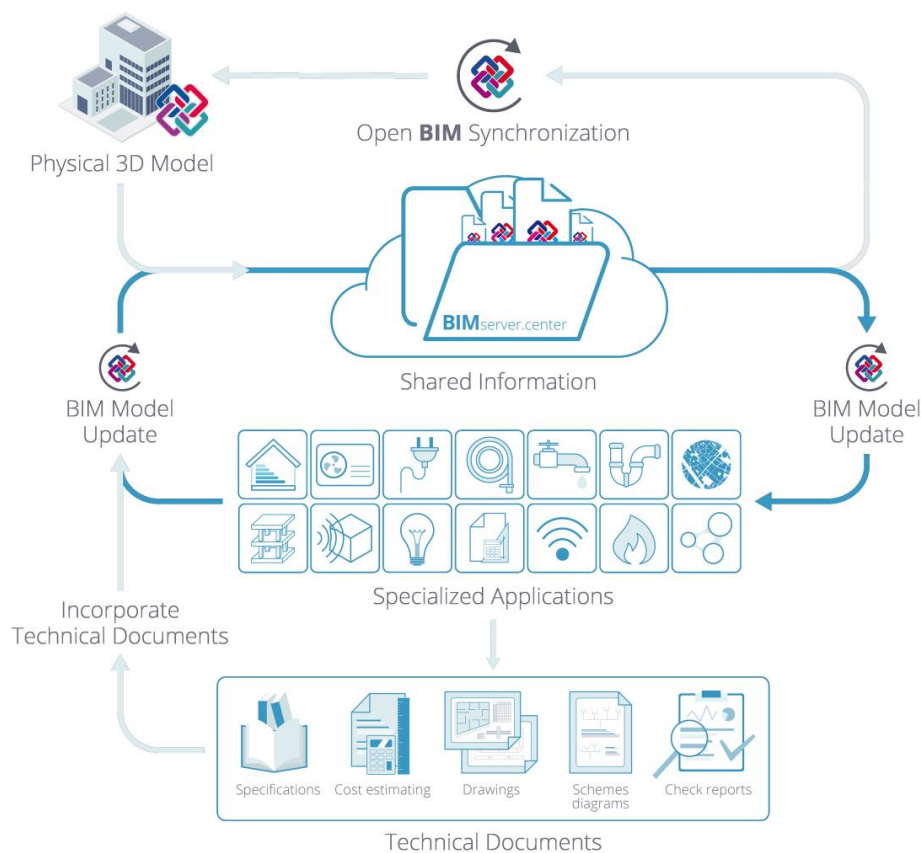 Open BIM Synchronization
Physical 3D Model
BIMserver.center
Shared Information
BIM Model
Update
BIM Model
Update
Specialized Applications
Incorporate
Technical Documents
Specifications
Cost estimating
Drawings
Schemes
diagrams
Check reports
Technical Documents